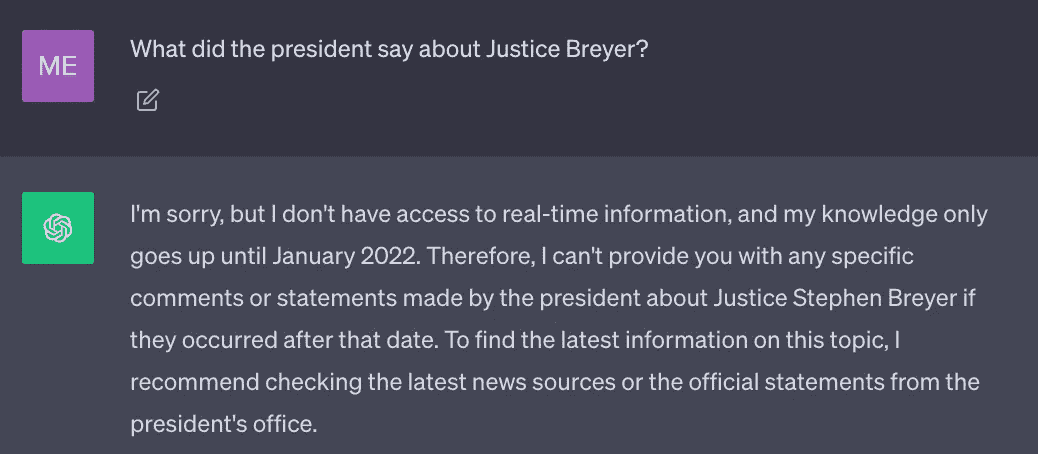 ME
What did the president say about Justice Breyer?
I'm sorry, but I don't have access to real-time information, and my knowledge only
goes up until January 2022. Therefore, I can't provide you with any specific
comments or statements made by the president about Justice Stephen Breyer if
they occurred after that date. To find the latest information on this topic, I
recommend checking the latest news sources or the official statements from the
president's office.